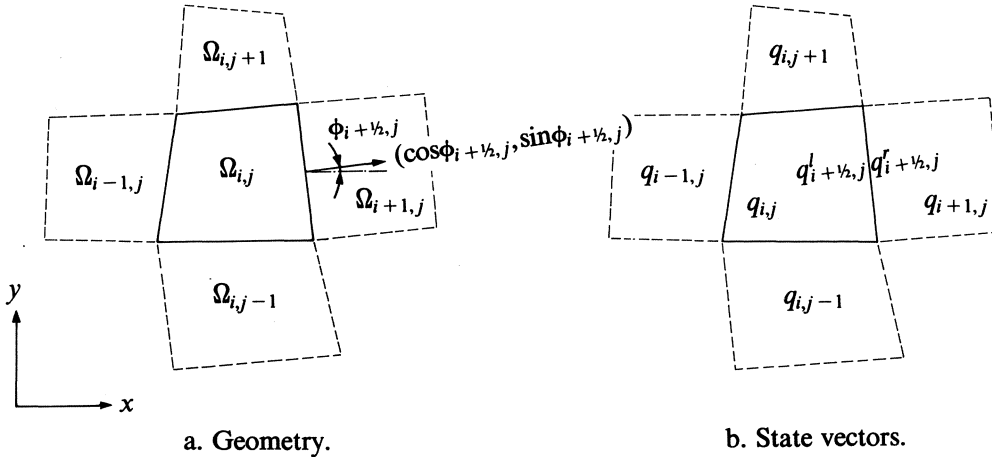 Ω_{i,j+1}
ϕ_{i+½,j}
(cosϕ_{i+½,j},sinϕ_{i+½,j})
Ω_{i−1,j}
Ω_{i,j}
Ω_{i+1,j}
Ω_{i,j−1}
y
x
a. Geometry.
q_{i,j+1}
q_{i−1,j}
q^l_{i+½,j}
q^r_{i+½,j}
q_{i,j}
q_{i+1,j}
q_{i,j−1}
b. State vectors.